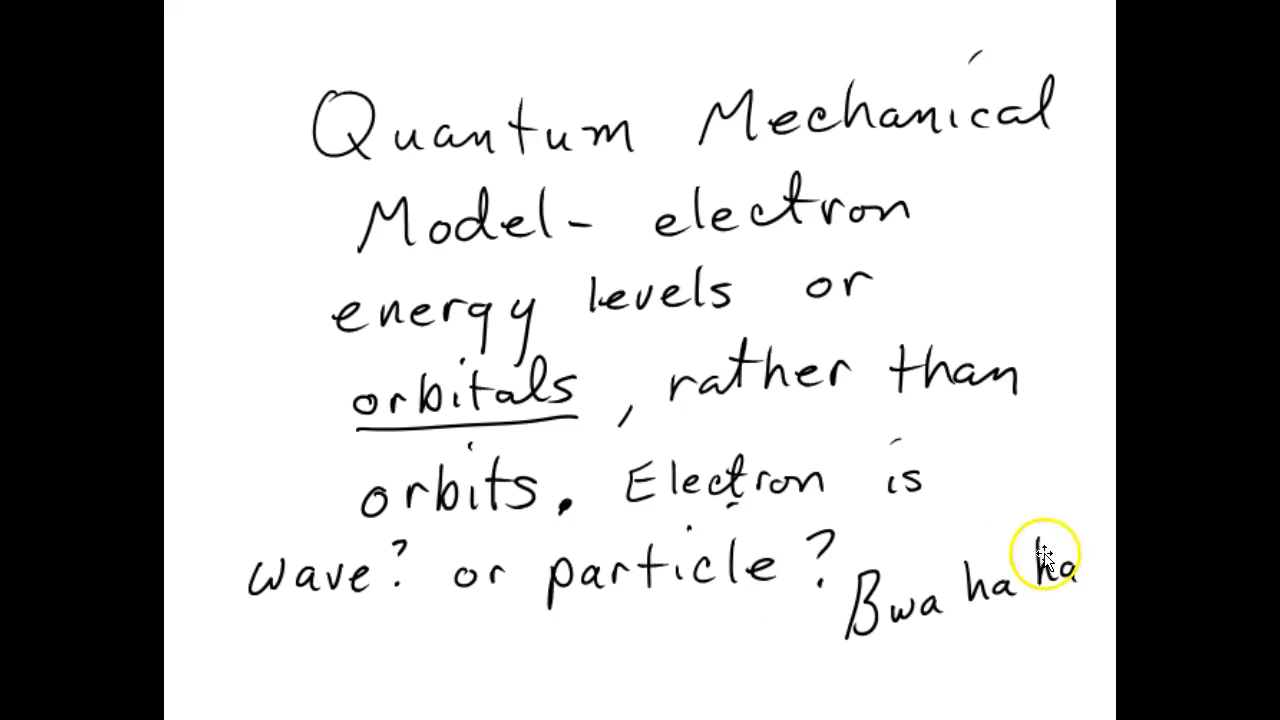 Quantum Mechanical
Model- electron
energy levels or
orbitals, rather than
orbits. Electron is
wave? or particle? Bwa ha ha